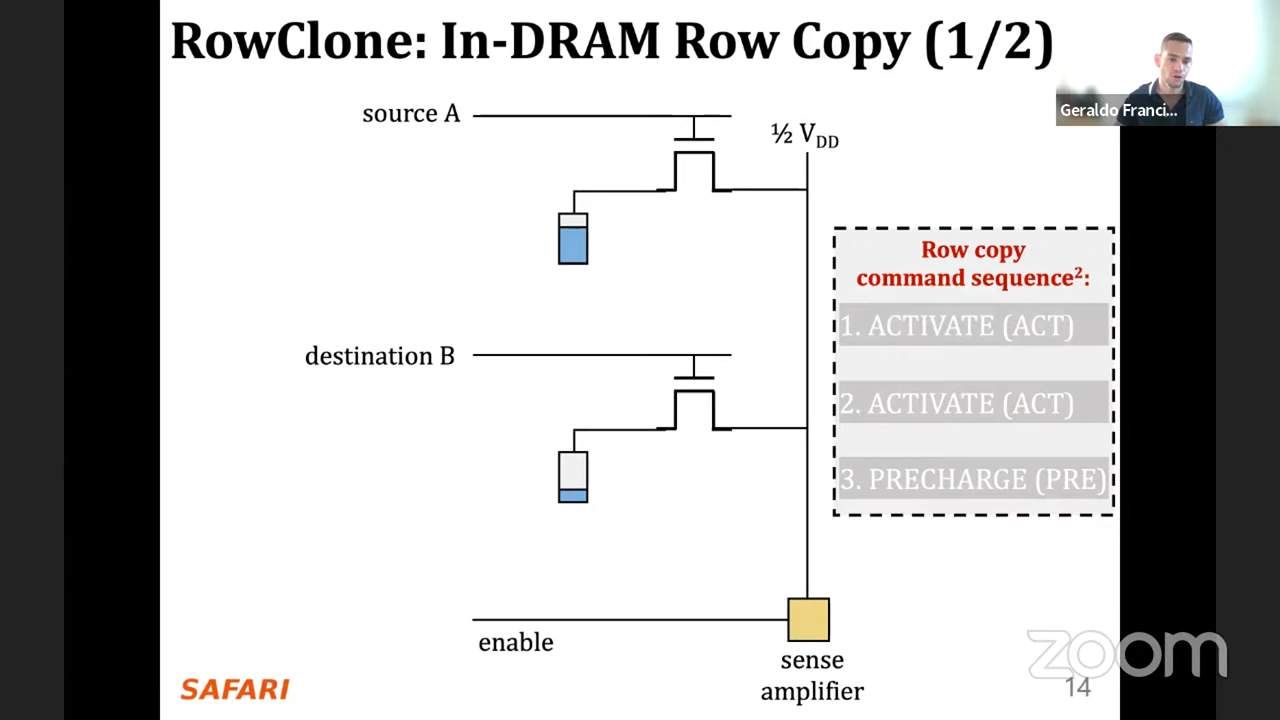 RowClone: In-DRAM Row Copy (1/2)
Geraldo Franci...
source A
½ V_DD
Row copy
command sequence²:
1. ACTIVATE (ACT)
destination B
2. ACTIVATE (ACT)
3. PRECHARGE (PRE)
enable
sense
amplifier
SAFARI
zoom
14